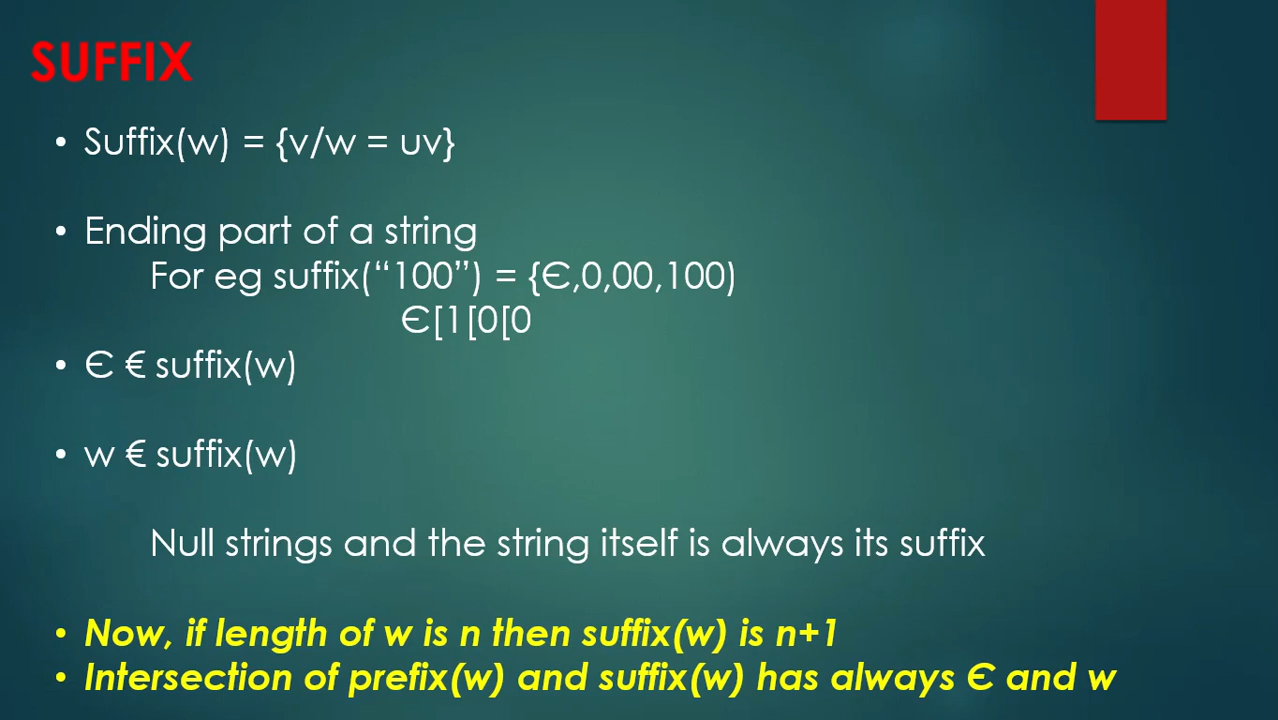 SUFFIX
• Suffix(w) = {v/w = uv}
• Ending part of a string
For eg suffix(“100”) = {Є,0,00,100)
Є[1[0[0
• Є € suffix(w)
• w € suffix(w)
Null strings and the string itself is always its suffix
• Now, if length of w is n then suffix(w) is n+1
• Intersection of prefix(w) and suffix(w) has always Є and w